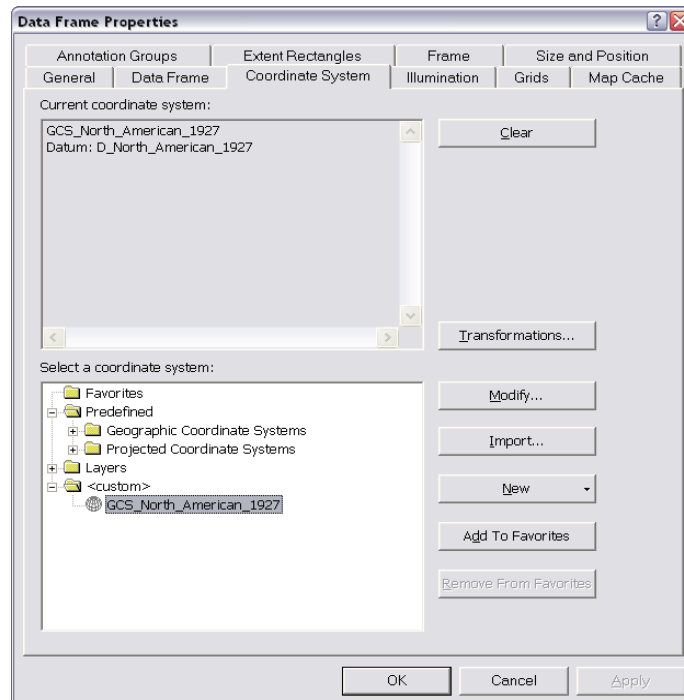 Data Frame Properties
Annotation Groups Extent Rectangles Frame Size and Position
General Data Frame Coordinate System Illumination Grids Map Cache
Current coordinate system:
GCS_North_American_1927
Datum: D_North_American_1927
Clear
Transformations...
Select a coordinate system:
Favorites
Predefined
Geographic Coordinate Systems
Projected Coordinate Systems
Layers
<custom>
GCS_North_American_1927
Modify...
Import...
New
Add To Favorites
Remove From Favorites
OK Cancel Apply